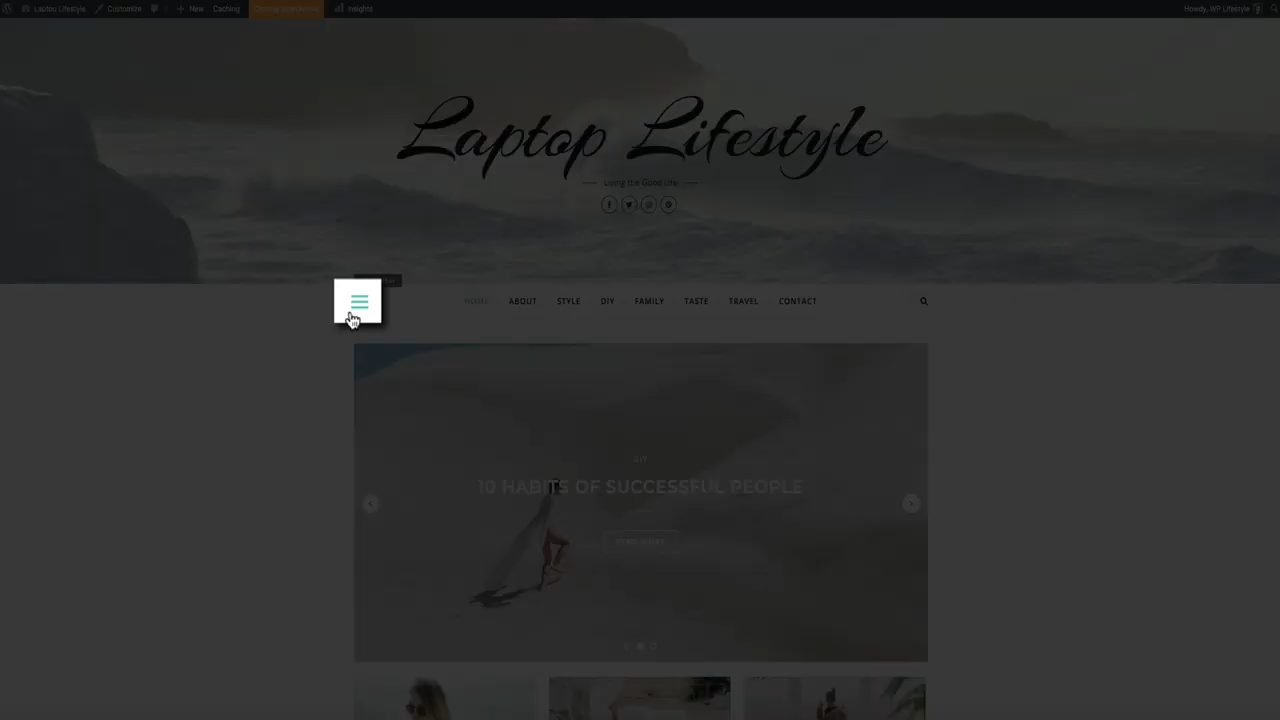 Laptop Lifestyle Customize New Caching Insights Howdy, WP Lifestyle
Laptop Lifestyle
Living the Good Life
HOME ABOUT STYLE DIY FAMILY TASTE TRAVEL CONTACT
10 HABITS OF SUCCESSFUL PEOPLE